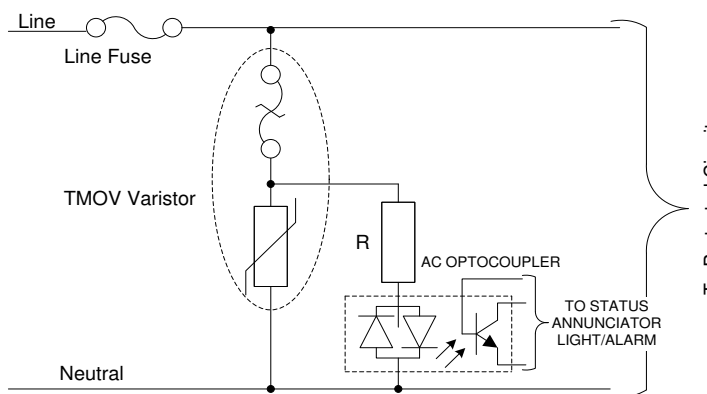 Line
Line Fuse
TMOV Varistor
R
AC OPTOCOUPLER
TO STATUS
ANNUNCIATOR
LIGHT/ALARM
Neutral